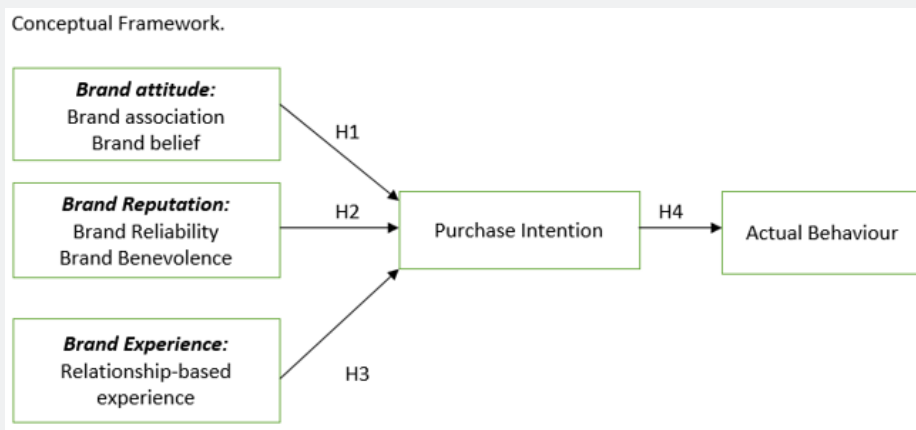 Conceptual Framework.
Brand attitude:
Brand association
Brand belief
H1
Brand Reputation:
Brand Reliability
Brand Benevolence
H2
Purchase Intention
H4
Actual Behaviour
Brand Experience:
Relationship-based
experience
H3